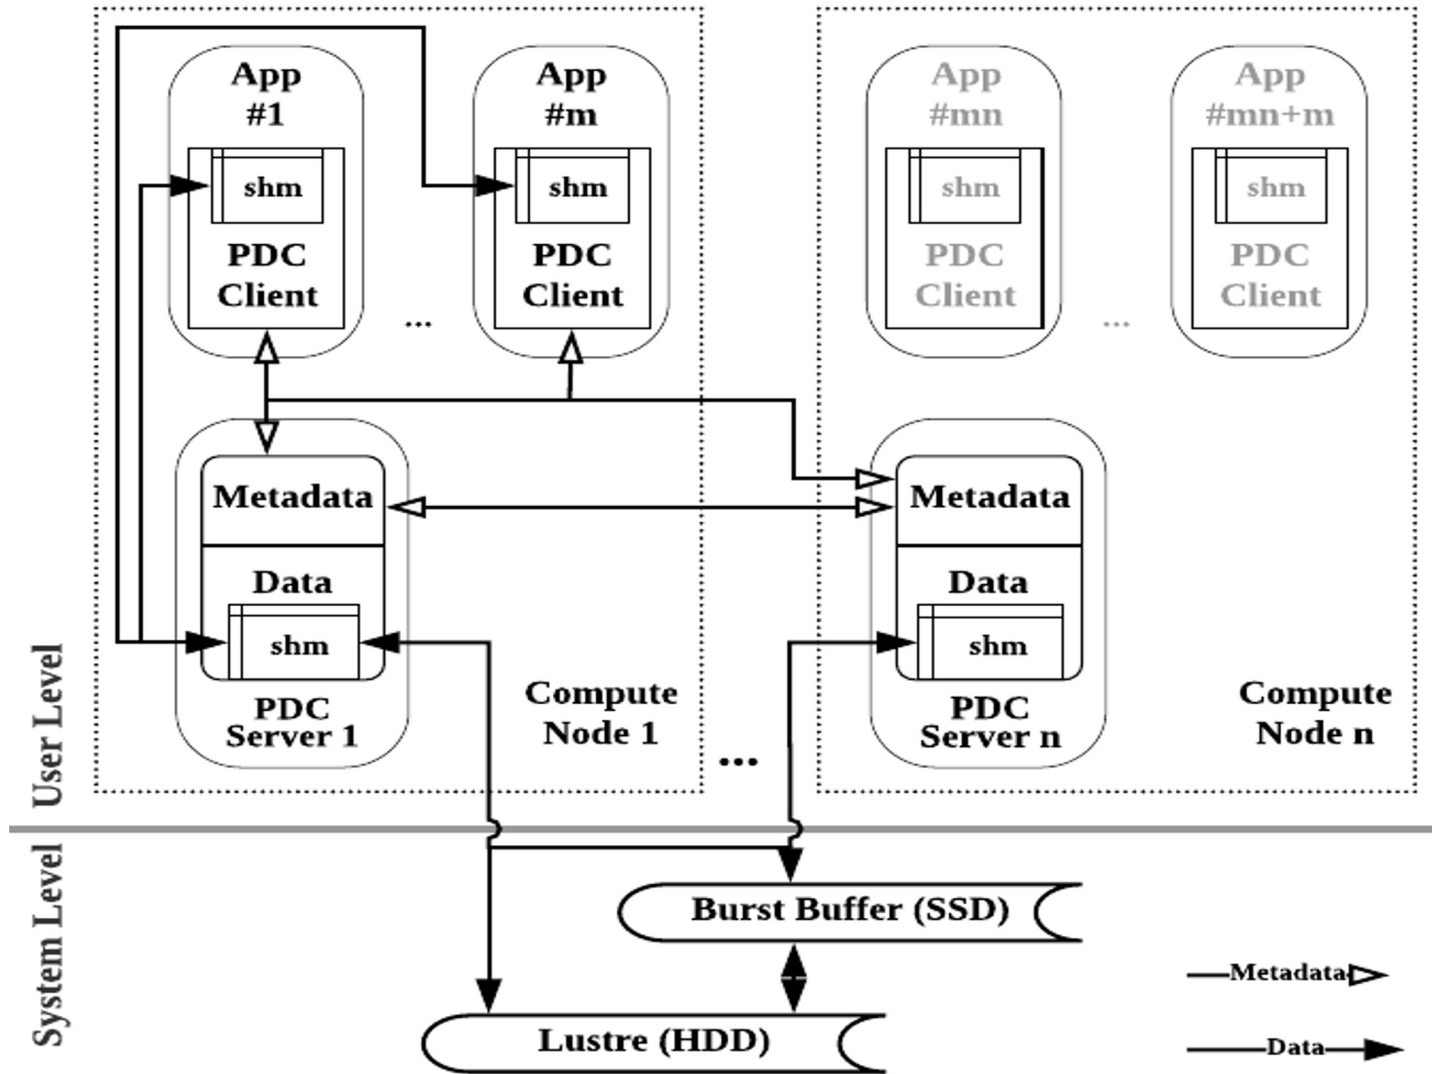 App
#1
App
#m
App
#mn
App
#mn+m
shm
shm
shm
shm
PDC
Client
PDC
Client
PDC
Client
PDC
Client
...
...
Metadata
Metadata
Data
Data
shm
shm
PDC
Server 1
PDC
Server n
Compute
Node 1
Compute
Node n
...
User Level
System Level
Burst Buffer (SSD)
Lustre (HDD)
Metadata
Data